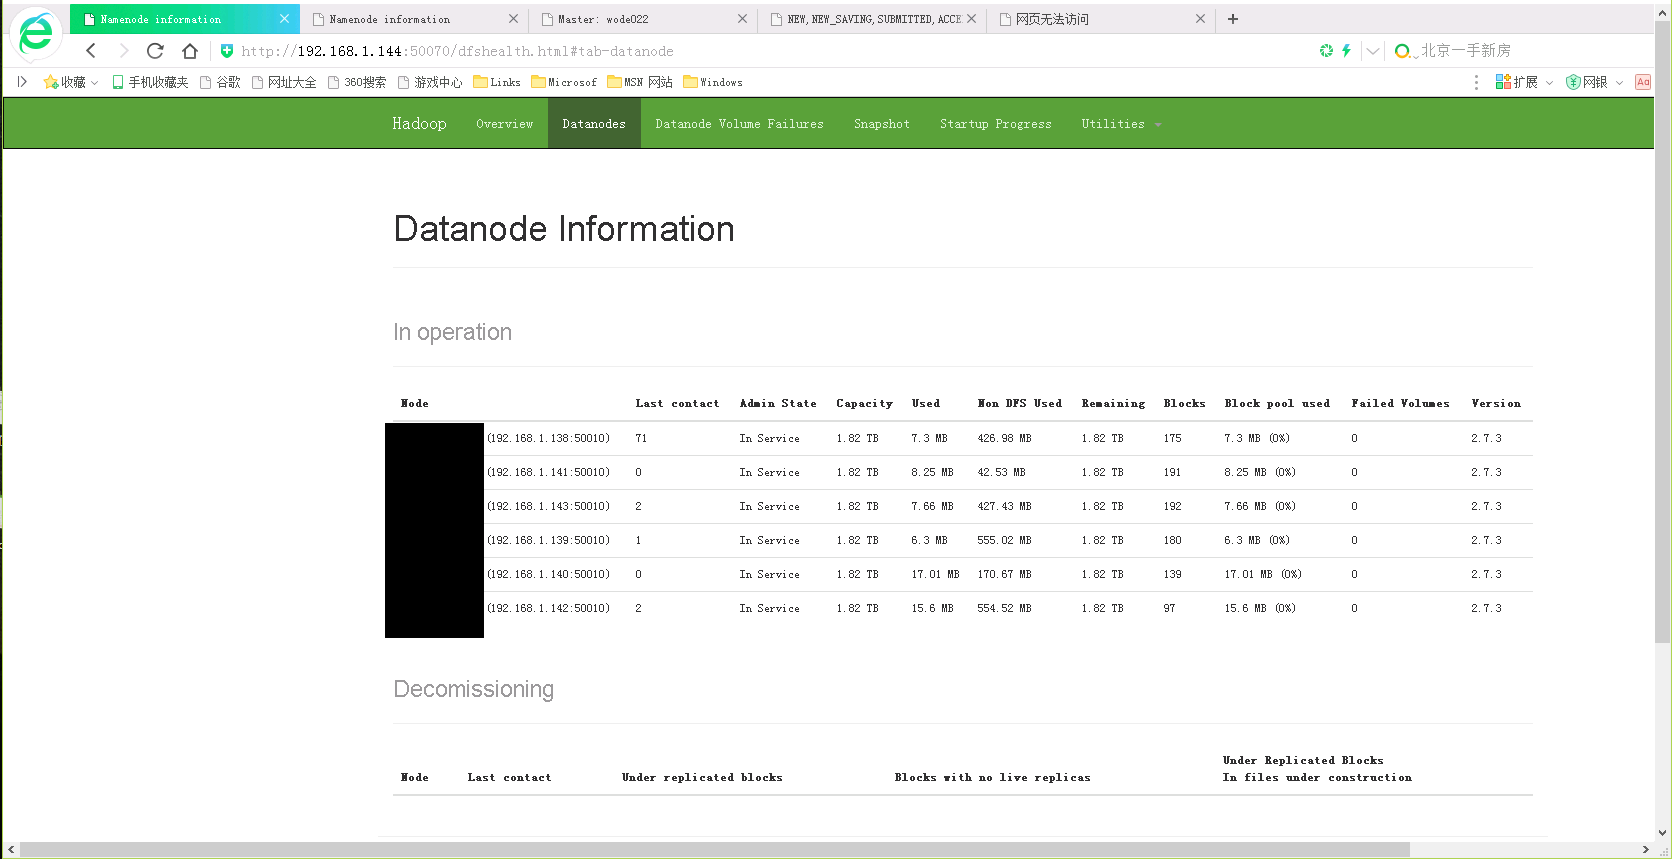 Namenode information
Namenode information
Master: wode022
NEW,NEW_SAVING,SUBMITTED,ACCE
网页无法访问
http://192.168.1.144:50070/dfshealth.html#tab-datanode
北京一手新房
收藏 手机收藏夹 谷歌 网址大全 360搜索 游戏中心 Links Microsof MSN 网站 Windows 扩展 网银
Hadoop Overview Datanodes Datanode Volume Failures Snapshot Startup Progress Utilities
Datanode Information
In operation
Node Last contact Admin State Capacity Used Non DFS Used Remaining Blocks Block pool used Failed Volumes Version
(192.168.1.138:50010) 71 In Service 1.82 TB 7.3 MB 426.98 MB 1.82 TB 175 7.3 MB (0%) 0 2.7.3
(192.168.1.141:50010) 0 In Service 1.82 TB 8.25 MB 42.53 MB 1.82 TB 191 8.25 MB (0%) 0 2.7.3
(192.168.1.143:50010) 2 In Service 1.82 TB 7.66 MB 427.43 MB 1.82 TB 192 7.66 MB (0%) 0 2.7.3
(192.168.1.139:50010) 1 In Service 1.82 TB 6.3 MB 555.02 MB 1.82 TB 180 6.3 MB (0%) 0 2.7.3
(192.168.1.140:50010) 0 In Service 1.82 TB 17.01 MB 170.67 MB 1.82 TB 139 17.01 MB (0%) 0 2.7.3
(192.168.1.142:50010) 2 In Service 1.82 TB 15.6 MB 554.52 MB 1.82 TB 97 15.6 MB (0%) 0 2.7.3
Decomissioning
Node Last contact Under replicated blocks Blocks with no live replicas Under Replicated Blocks
In files under construction